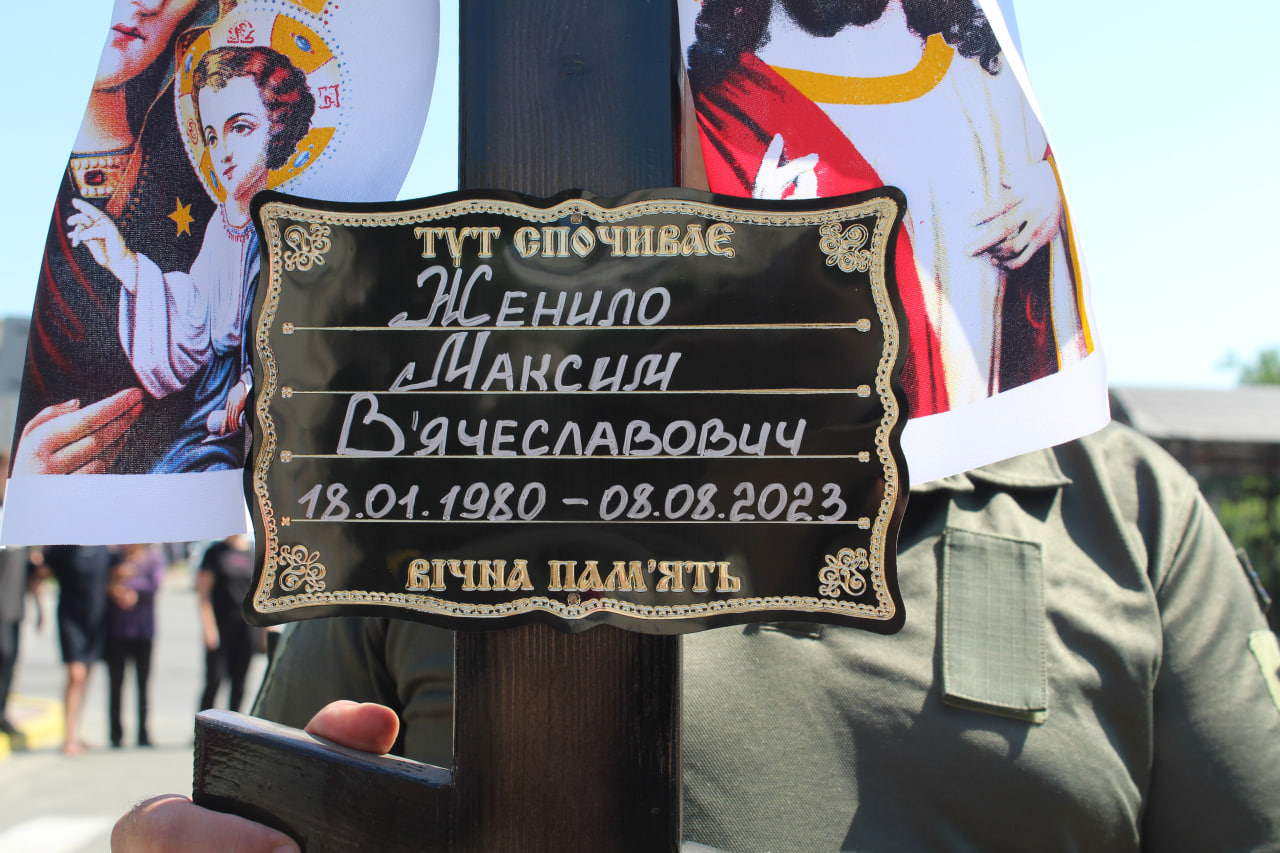 ТУТ СПОЧИВАЄ
Женило
Максим
В'ячеславович
18.01.1980 – 08.08.2023
ВІЧНА ПАМ'ЯТЬ